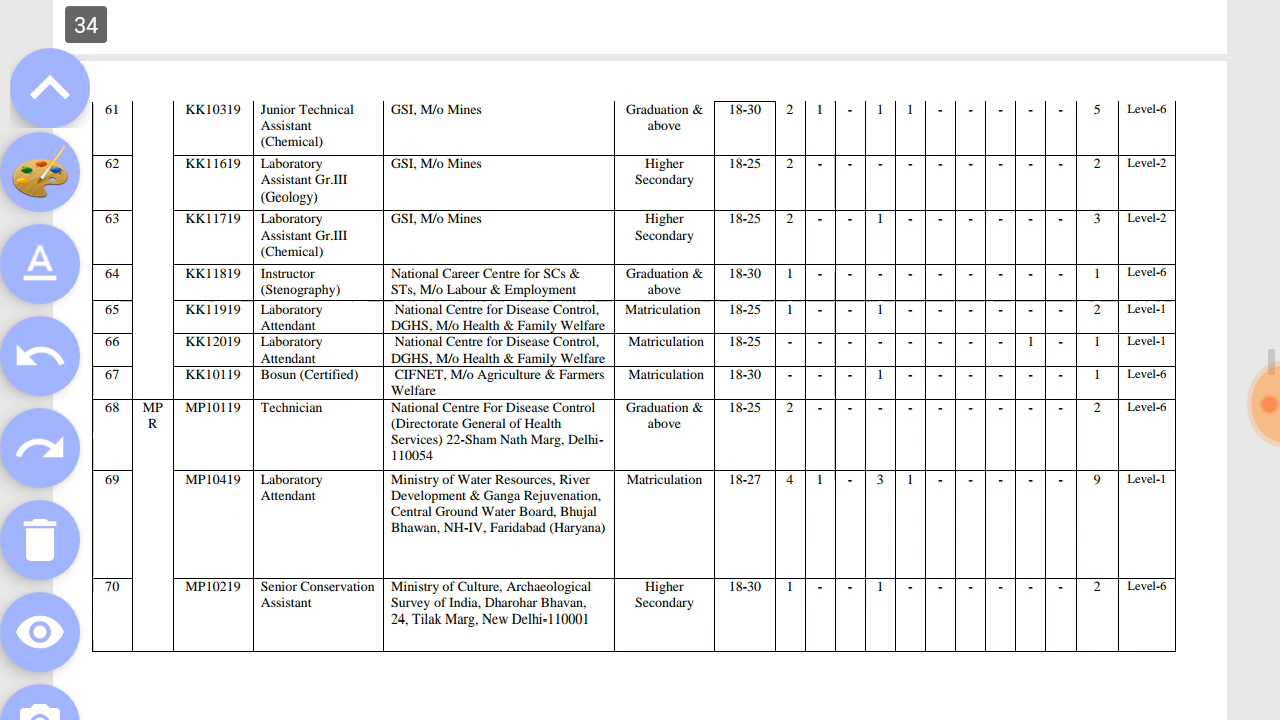 34
61 KK10319 Junior Technical GSI, M/o Mines Graduation & 18-30 2 1 - 1 1 - - - - - 5 Level-6
Assistant above
(Chemical)
62 KK11619 Laboratory GSI, M/o Mines Higher 18-25 2 - - - - - - - - - 2 Level-2
Assistant Gr.III Secondary
(Geology)
63 KK11719 Laboratory GSI, M/o Mines Higher 18-25 2 - - 1 - - - - - - 3 Level-2
Assistant Gr.III Secondary
(Chemical)
64 KK11819 Instructor National Career Centre for SCs & Graduation & 18-30 1 - - - - - - - - - 1 Level-6
(Stenography) STs, M/o Labour & Employment above
65 KK11919 Laboratory National Centre for Disease Control, Matriculation 18-25 1 - - 1 - - - - - - 2 Level-1
Attendant DGHS, M/o Health & Family Welfare
66 KK12019 Laboratory National Centre for Disease Control, Matriculation 18-25 - - - - - - - - 1 - 1 Level-1
Attendant DGHS, M/o Health & Family Welfare
67 KK10119 Bosun (Certified) CIFNET, M/o Agriculture & Farmers Matriculation 18-30 - - - 1 - - - - - - 1 Level-6
Welfare
68 MP MP10119 Technician National Centre For Disease Control Graduation & 18-25 2 - - - - - - - - - 2 Level-6
R (Directorate General of Health above
Services) 22-Sham Nath Marg, Delhi-
110054
69 MP10419 Laboratory Ministry of Water Resources, River Matriculation 18-27 4 1 - 3 1 - - - - - 9 Level-1
Attendant Development & Ganga Rejuvenation,
Central Ground Water Board, Bhujal
Bhawan, NH-IV, Faridabad (Haryana)
70 MP10219 Senior Conservation Ministry of Culture, Archaeological Higher 18-30 1 - - 1 - - - - - - 2 Level-6
Assistant Survey of India, Dharohar Bhavan, Secondary
24, Tilak Marg, New Delhi-110001
A